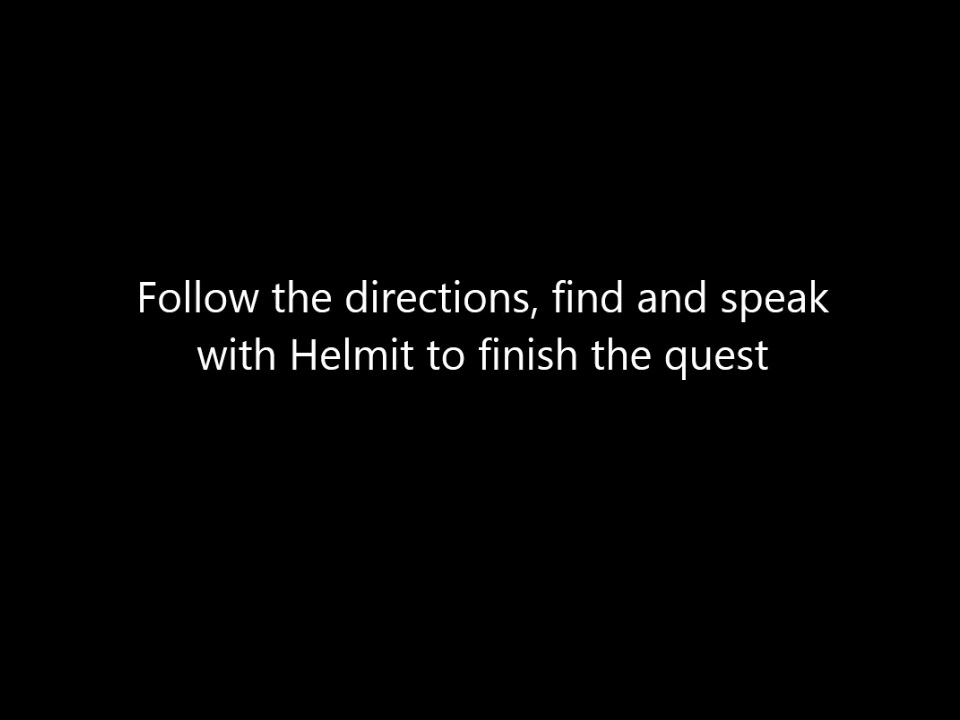 Follow the directions, find and speak
with Helmit to finish the quest